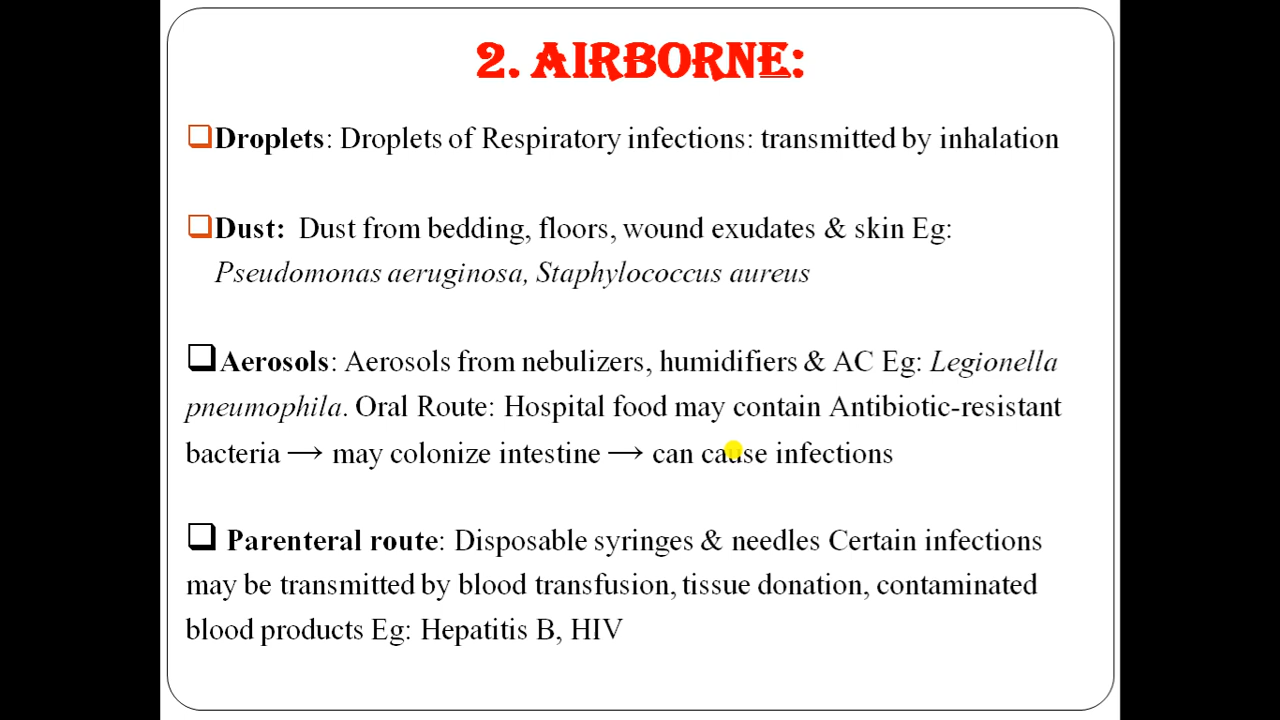 2. AIRBORNE:
Droplets: Droplets of Respiratory infections: transmitted by inhalation
Dust: Dust from bedding, floors, wound exudates & skin Eg:
Pseudomonas aeruginosa, Staphylococcus aureus
Aerosols: Aerosols from nebulizers, humidifiers & AC Eg: Legionella
pneumophila. Oral Route: Hospital food may contain Antibiotic-resistant
bacteria → may colonize intestine → can cause infections
Parenteral route: Disposable syringes & needles Certain infections
may be transmitted by blood transfusion, tissue donation, contaminated
blood products Eg: Hepatitis B, HIV